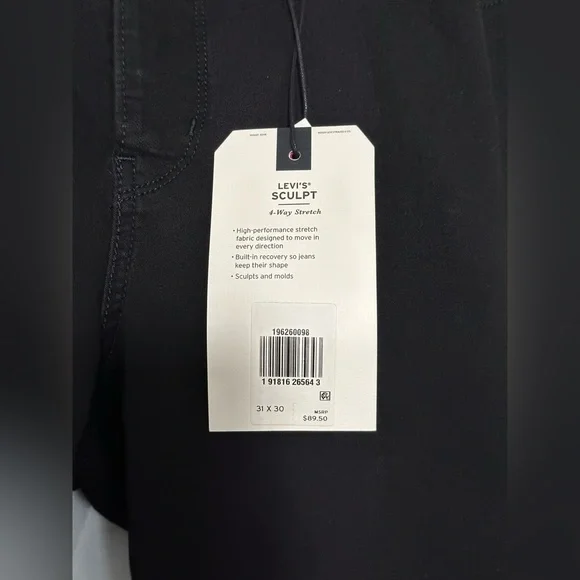 LEVI'S®
SCULPT
4-Way Stretch
• High-performance stretch
fabric designed to move in
every direction
• Built-in recovery so jeans
keep their shape
• Sculpts and molds
196260098
1 91816 26564 3
31 X 30
MSRP
$89.50